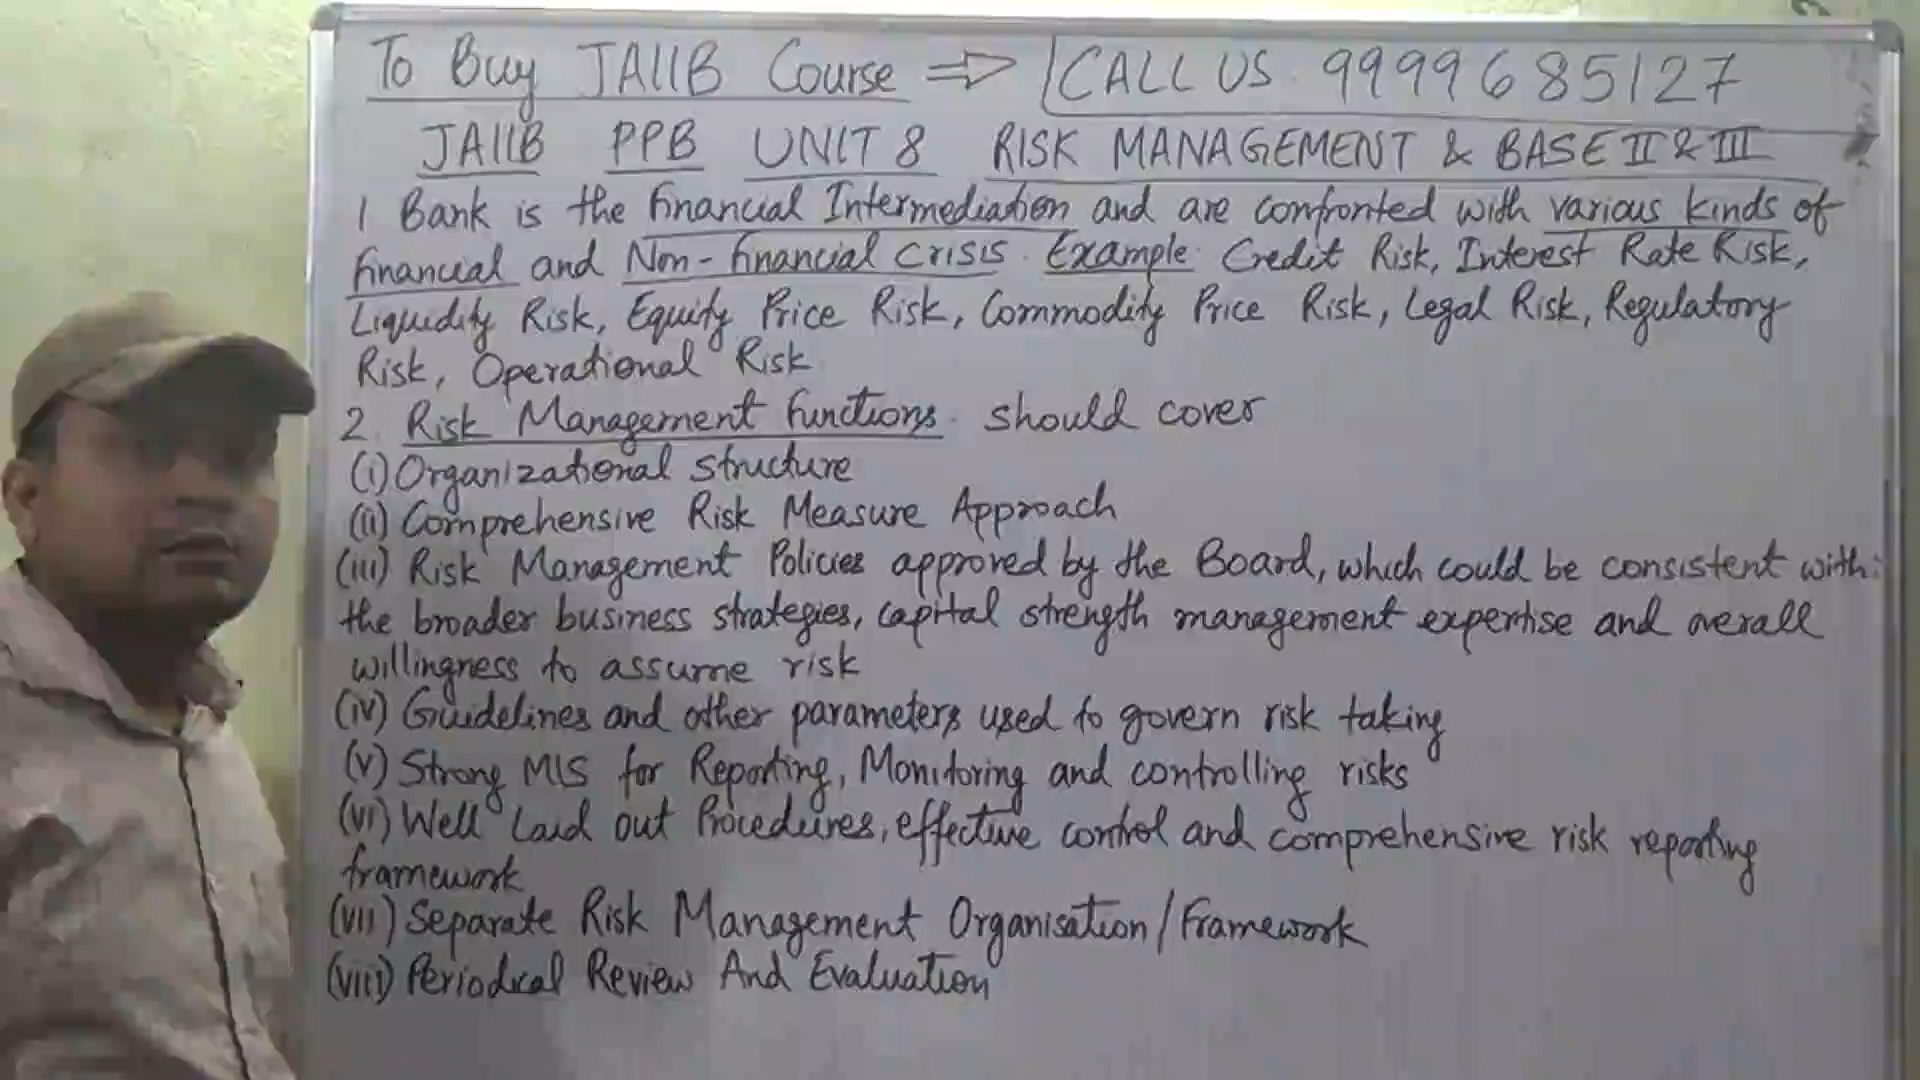 To Buy JAIIB Course ⇒ CALL US. 9999685127
JAIIB PPB UNIT 8 RISK MANAGEMENT & BASE II & III
1 Bank is the financial Intermediation and are confronted with various kinds of
financial and Non-financial crisis. Example: Credit Risk, Interest Rate Risk,
Liquidity Risk, Equity Price Risk, Commodity Price Risk, Legal Risk, Regulatory
Risk, Operational Risk
2. Risk Management functions. should cover
(i) Organizational structure
(ii) Comprehensive Risk Measure Approach
(iii) Risk Management Policies approved by the Board, which could be consistent with:
the broader business strategies, capital strength management expertise and overall
willingness to assume risk
(iv) Guidelines and other parameters used to govern risk taking
(v) Strong MIS for Reporting, Monitoring and controlling risks
(vi) Well Laid out Procedures, effective control and comprehensive risk reporting
framework
(vii) Separate Risk Management Organisation/Framework
(viii) Periodical Review And Evaluation